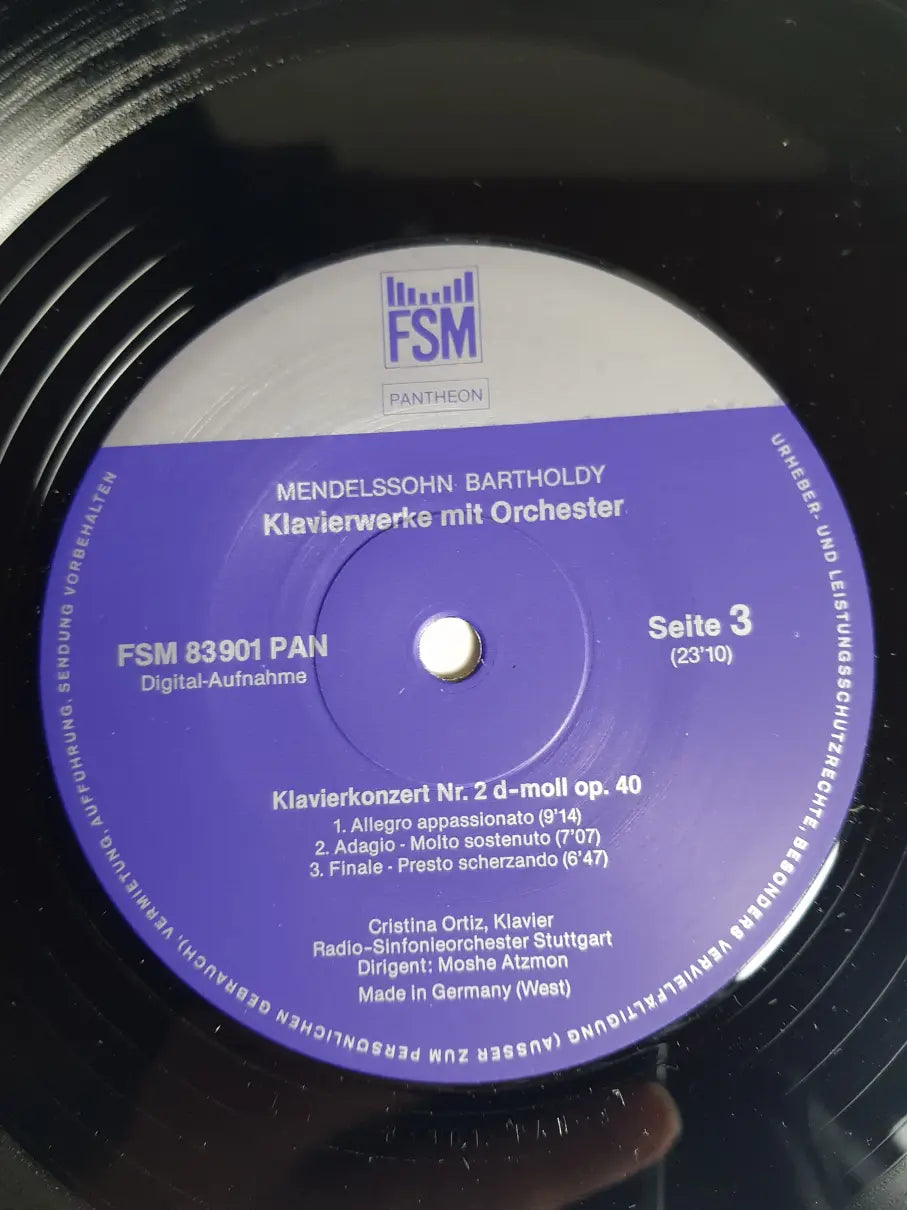 FSM
PANTHEON
MENDELSSOHN BARTHOLDY
Klavierwerke mit Orchester
FSM 83 901 PAN
Digital-Aufnahme
Seite 3
(23'10)
Klavierkonzert Nr. 2 d-moll op. 40
1. Allegro appassionato (9'14)
2. Adagio - Molto sostenuto (7'07)
3. Finale - Presto scherzando (6'47)
Cristina Ortiz, Klavier
Radio-Sinfonieorchester Stuttgart
Dirigent: Moshe Atzmon
Made in Germany (West)
URHEBER- UND LEISTUNGSSCHUTZRECHTE, BESONDERS VERVIELFÄLTIGUNG (AUSSER ZUM PERSÖNLICHEN GEBRAUCH), VERMIETUNG, AUFFÜHRUNG, SENDUNG VORBEHALTEN